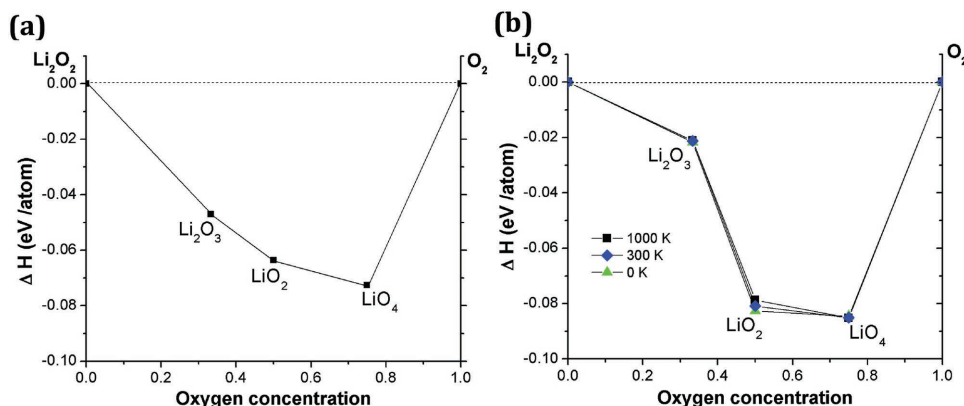 (a)
Li₂O₂
O₂
0.00
-0.02
-0.04
-0.06
-0.08
-0.10
Δ H (eV /atom)
Li₂O₃
LiO₂
LiO₄
0.0 0.2 0.4 0.6 0.8 1.0
Oxygen concentration
(b)
Li₂O₂
O₂
0.00
-0.02
-0.04
-0.06
-0.08
-0.10
Δ H (eV /atom)
Li₂O₃
1000 K
300 K
0 K
LiO₂
LiO₄
0.0 0.2 0.4 0.6 0.8 1.0
Oxygen concentration